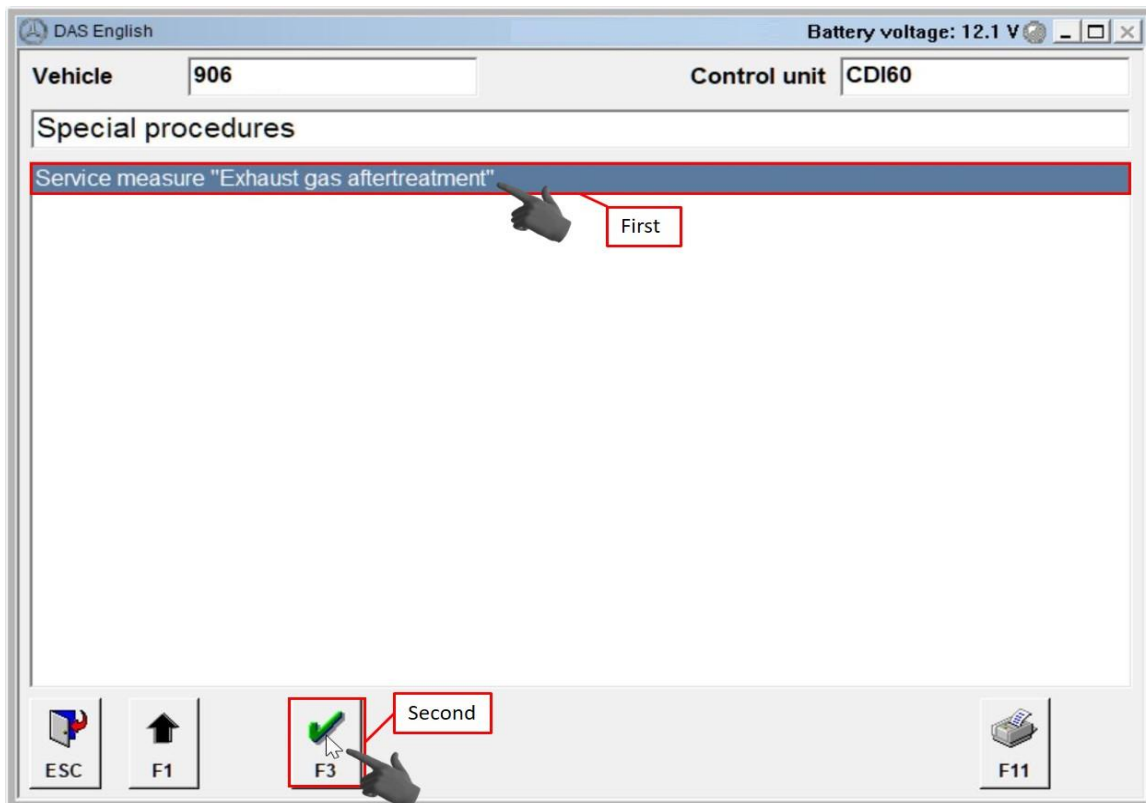 DAS English
Battery voltage: 12.1 V
Vehicle 906 Control unit CDI60
Special procedures
Service measure "Exhaust gas aftertreatment"
First
Second
ESC F1 F3 F11